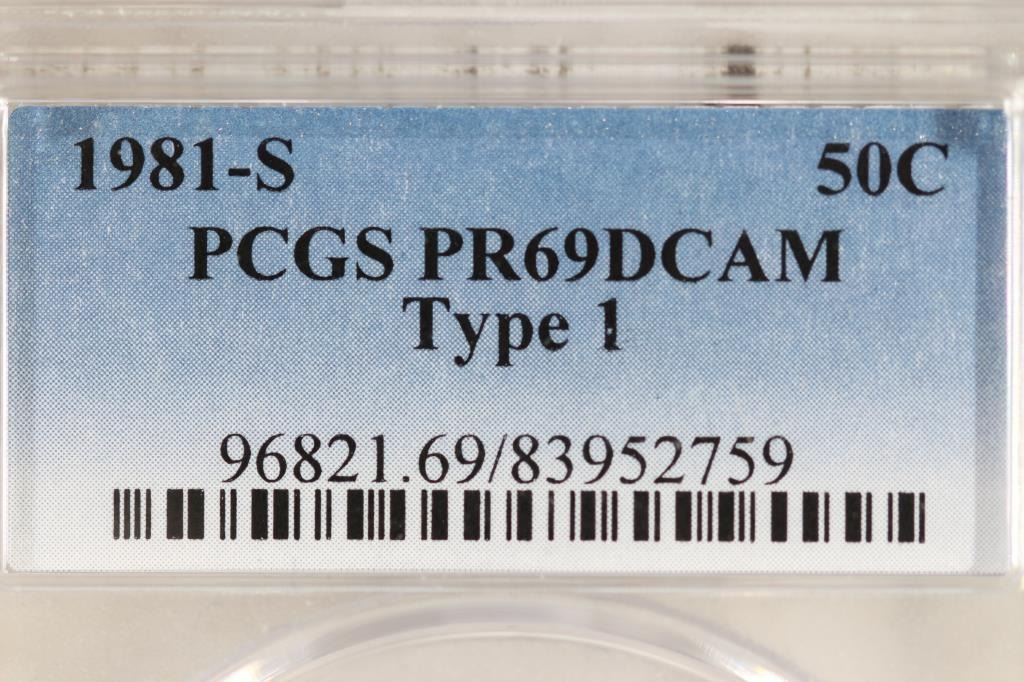 1981-S 50C
PCGS PR69DCAM
Type 1
96821.69/83952759